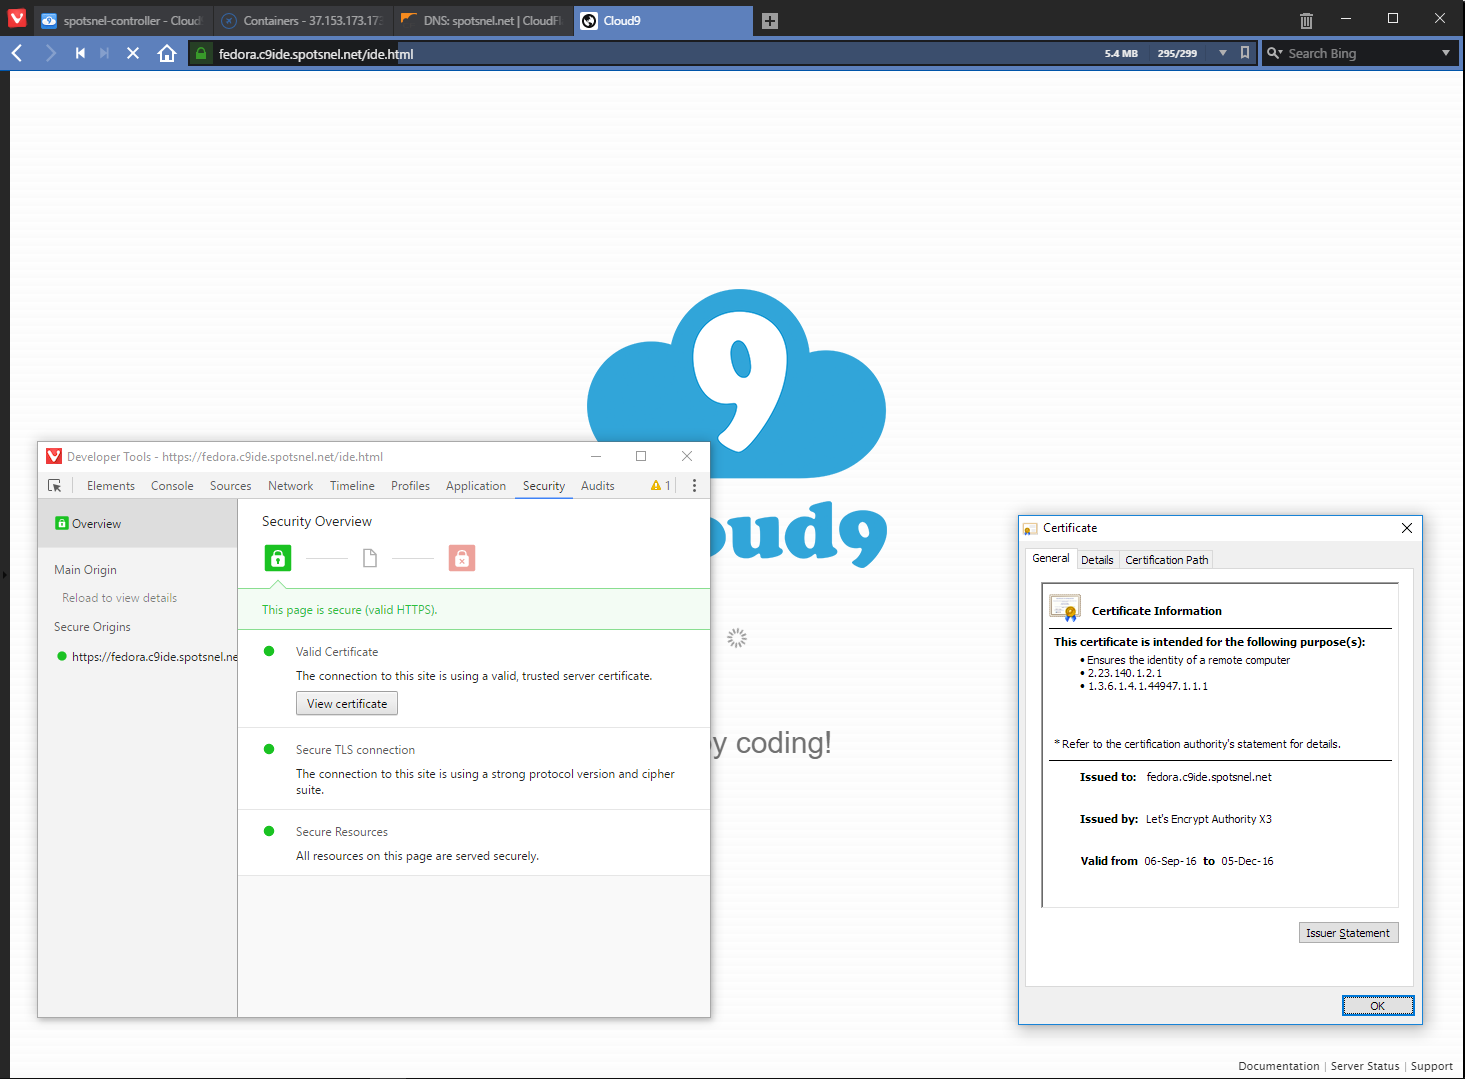 spotsnel-controller - Cloud
Containers - 37.153.173.173
DNS: spotsnel.net | CloudFl
Cloud9
fedora.c9ide.spotsnel.net/ide.html
5.4 MB
295/299
Search Bing
9
oud9
y coding!
Developer Tools - https://fedora.c9ide.spotsnel.net/ide.html
Elements Console Sources Network Timeline Profiles Application Security Audits 1
Overview
Main Origin
Reload to view details
Secure Origins
https://fedora.c9ide.spotsnel.ne
Security Overview
This page is secure (valid HTTPS).
Valid Certificate
The connection to this site is using a valid, trusted server certificate.
View certificate
Secure TLS connection
The connection to this site is using a strong protocol version and cipher
suite.
Secure Resources
All resources on this page are served securely.
Certificate
General Details Certification Path
Certificate Information
This certificate is intended for the following purpose(s):
• Ensures the identity of a remote computer
• 2.23.140.1.2.1
• 1.3.6.1.4.1.44947.1.1.1
* Refer to the certification authority's statement for details.
Issued to: fedora.c9ide.spotsnel.net
Issued by: Let's Encrypt Authority X3
Valid from 06-Sep-16 to 05-Dec-16
Issuer Statement
OK
Documentation | Server Status | Support